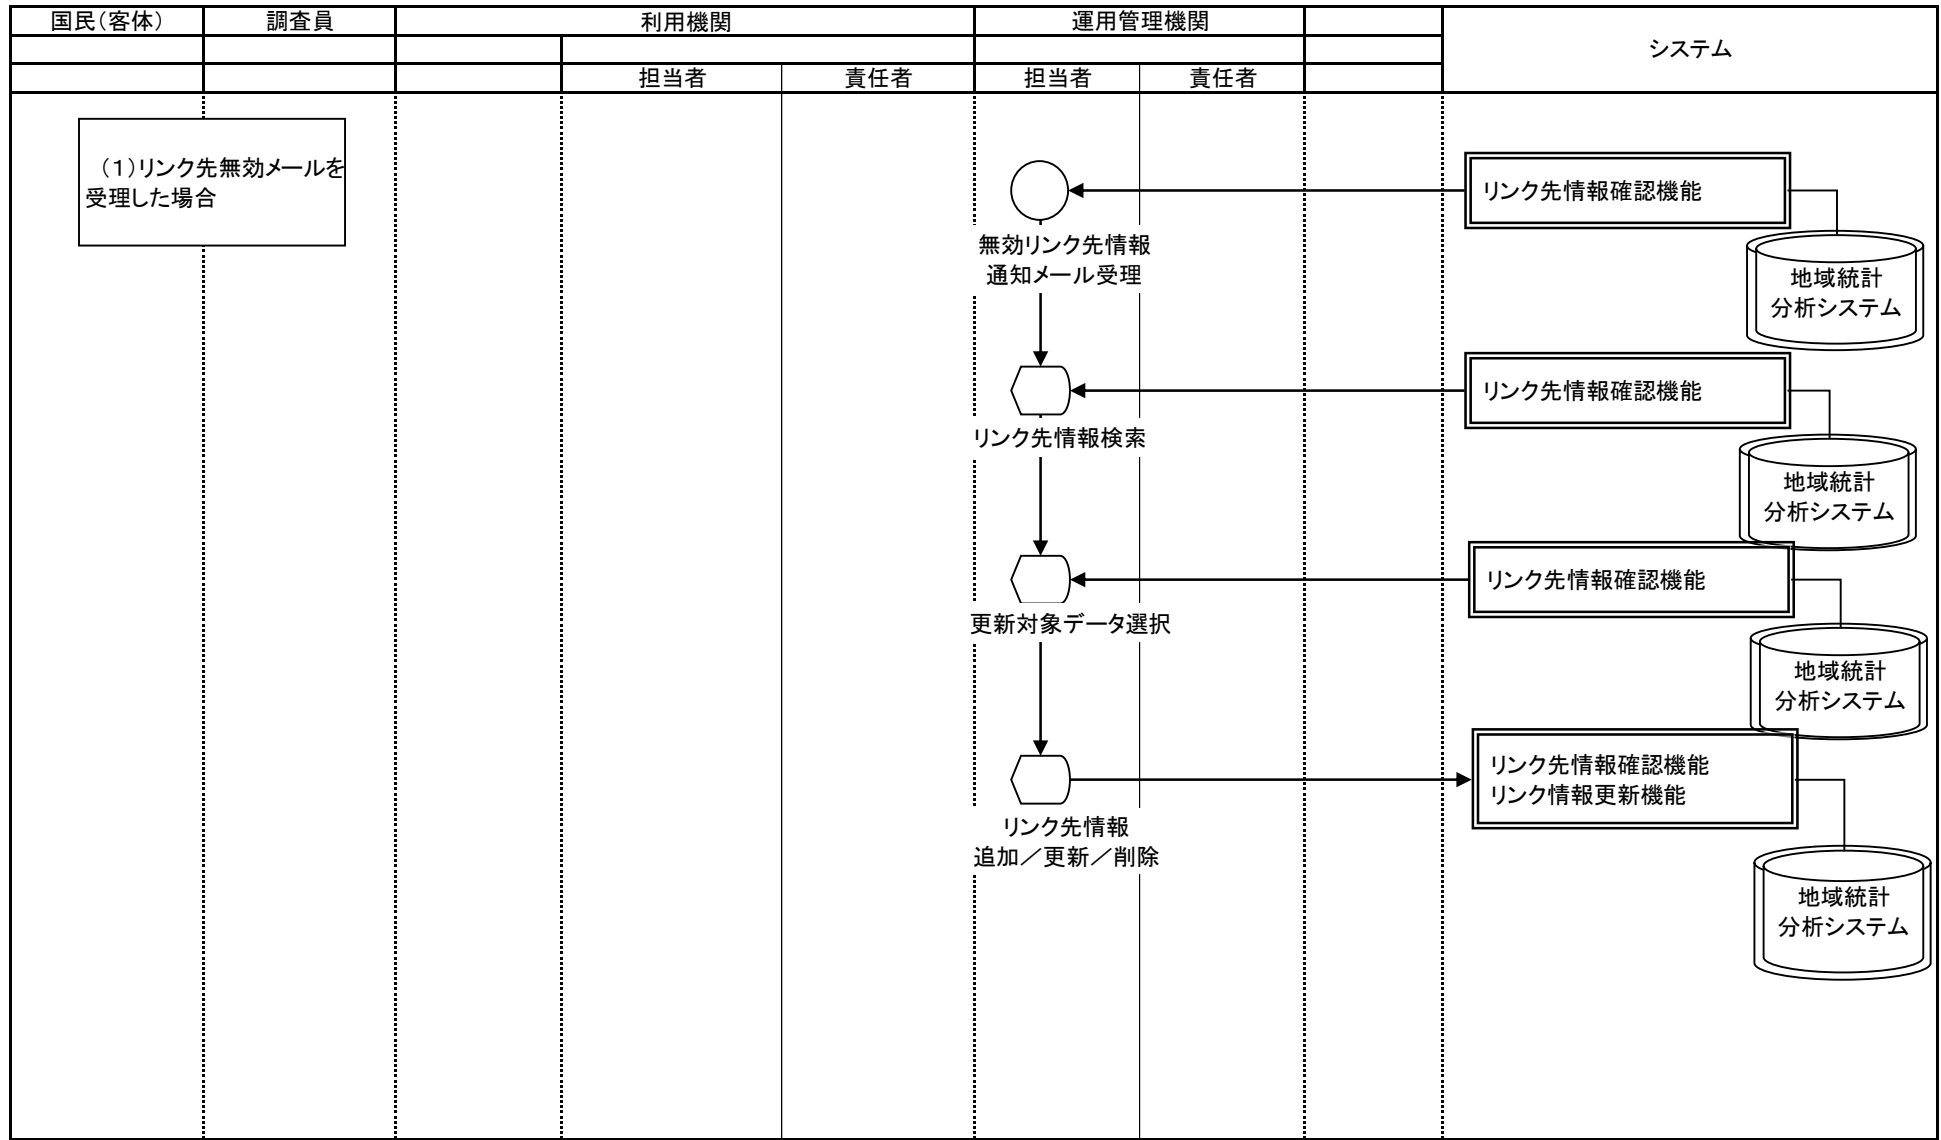 国民（客体）
調査員
利用機関
運用管理機関
システム
担当者
責任者
担当者
責任者
（１）リンク先無効メールを
受理した場合
リンク先情報確認機能
無効リンク先情報
通知メール受理
地域統計
分析システム
リンク先情報確認機能
リンク先情報検索
地域統計
分析システム
リンク先情報確認機能
更新対象データ選択
地域統計
分析システム
リンク先情報確認機能
リンク情報更新機能
リンク先情報
追加／更新／削除
地域統計
分析システム